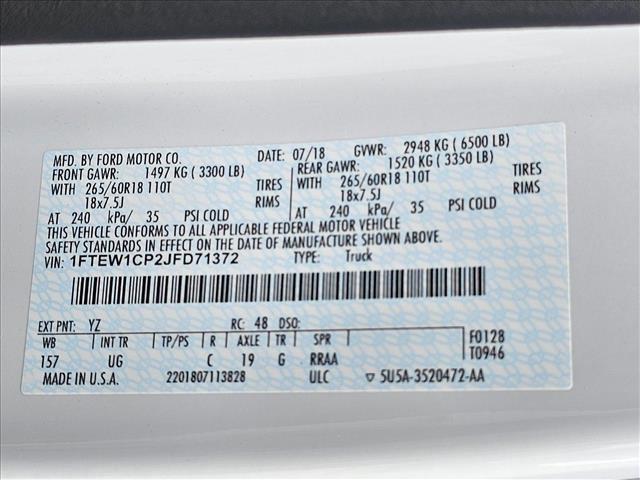 MFD. BY FORD MOTOR CO. DATE: 07/18 GVWR: 2948 KG ( 6500 LB)
FRONT GAWR: 1497 KG ( 3300 LB) REAR GAWR: 1520 KG ( 3350 LB)
WITH 265/60R18 110T TIRES WITH 265/60R18 110T TIRES
18x7.5J RIMS 18x7.5J RIMS
AT 240 kPa/ 35 PSI COLD AT 240 kPa/ 35 PSI COLD
THIS VEHICLE CONFORMS TO ALL APPLICABLE FEDERAL MOTOR VEHICLE
SAFETY STANDARDS IN EFFECT ON THE DATE OF MANUFACTURE SHOWN ABOVE.
VIN: 1FTEW1CP2JFD71372 TYPE: Truck
EXT PNT: YZ RC: 48 DSO:
WB INT TR TP/PS R AXLE TR SPR F0128
157 UG C 19 G RRAA T0946
MADE IN U.S.A. 2201807113828 ULC ▽ 5U5A-3520472-AA